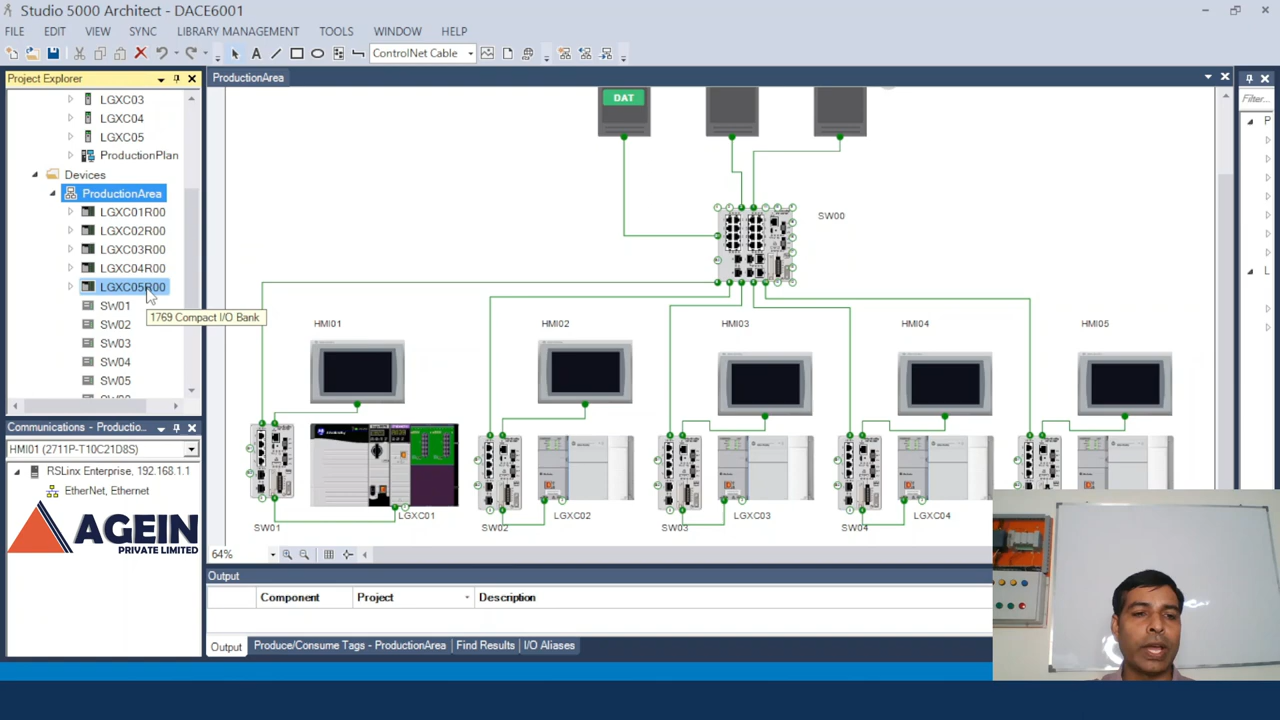 Studio 5000 Architect - DACE6001
FILE EDIT VIEW SYNC LIBRARY MANAGEMENT TOOLS WINDOW HELP
A ControlNet Cable
Project Explorer
ProductionArea
Filter...
LGXC03
LGXC04
LGXC05
ProductionPlan
Devices
ProductionArea
LGXC01R00
LGXC02R00
LGXC03R00
LGXC04R00
LGXC05R00
1769 Compact I/O Bank
SW01
SW02
SW03
SW04
SW05
DAT
SW00
HMI01 HMI02 HMI03 HMI04 HMI05
LGXC01 LGXC02 LGXC03 LGXC04
SW01 SW02 SW03 SW04
Communications - Productio...
HMI01 (2711P-T10C21D8S)
RSLinx Enterprise, 192.168.1.1
EtherNet, Ethernet
AGEIN
PRIVATE LIMITED
64%
Output
Component Project Description
Output Produce/Consume Tags - ProductionArea Find Results I/O Aliases